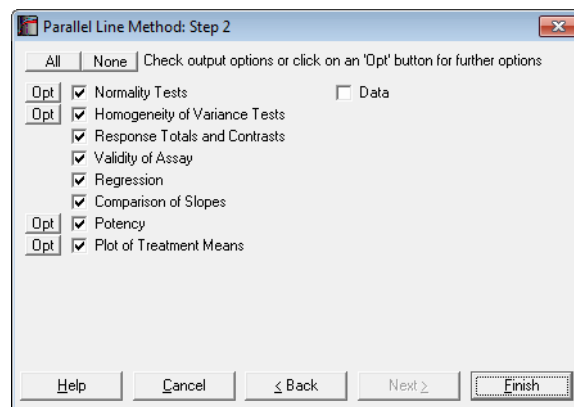 Parallel Line Method: Step 2
All None Check output options or click on an 'Opt' button for further options
Opt Normality Tests Data
Opt Homogeneity of Variance Tests
Response Totals and Contrasts
Validity of Assay
Regression
Comparison of Slopes
Opt Potency
Opt Plot of Treatment Means
Help Cancel < Back Next > Finish